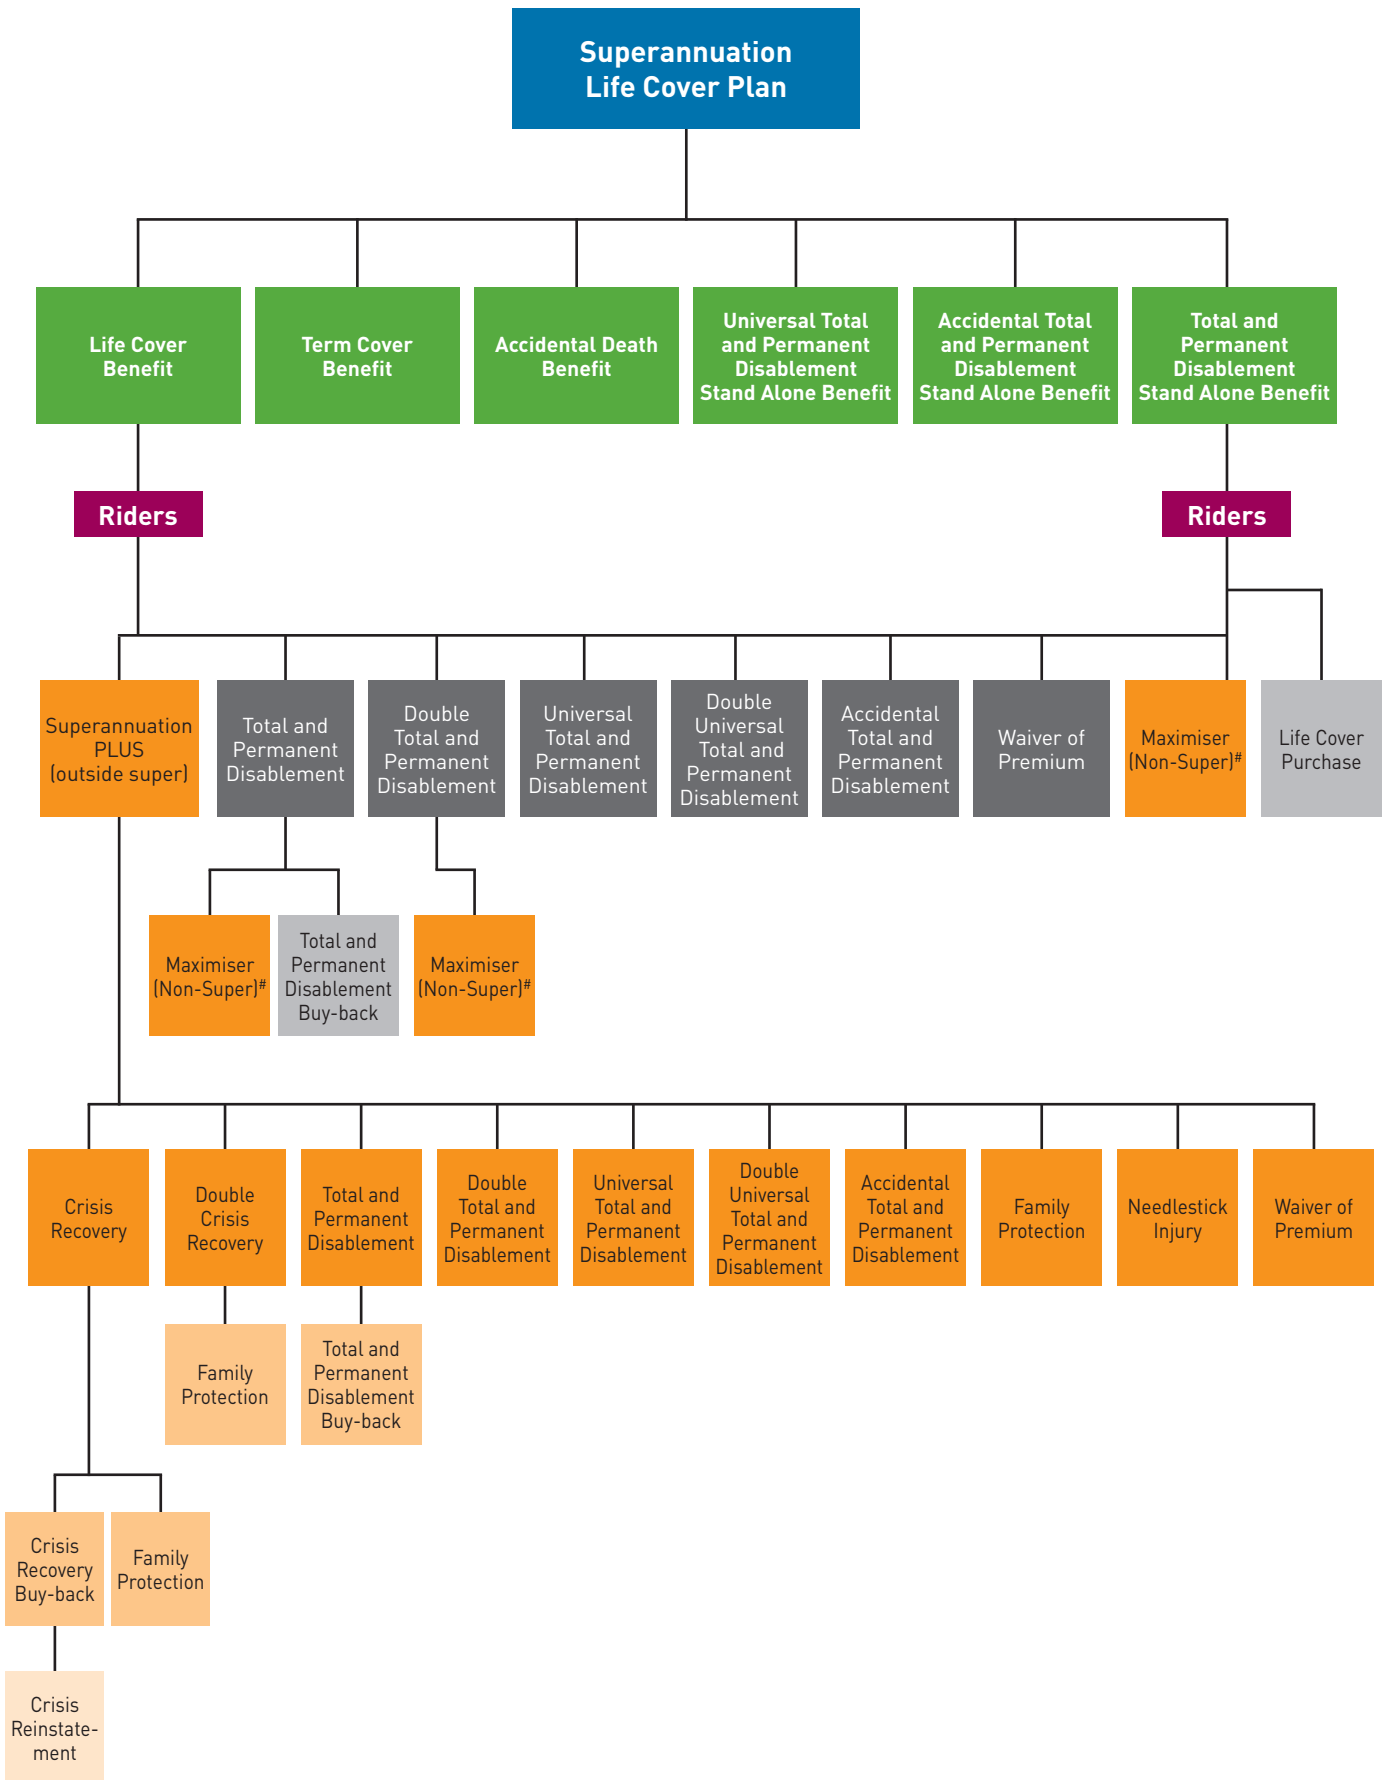 Superannuation
Life Cover Plan
Life Cover
Benefit
Term Cover
Benefit
Accidental Death
Benefit
Universal Total
and Permanent
Disablement
Stand Alone Benefit
Accidental Total
and Permanent
Disablement
Stand Alone Benefit
Total and
Permanent
Disablement
Stand Alone Benefit
Riders
Riders
Superannuation
PLUS
(outside super)
Total and
Permanent
Disablement
Double
Total and
Permanent
Disablement
Universal
Total and
Permanent
Disablement
Double
Universal
Total and
Permanent
Disablement
Accidental
Total and
Permanent
Disablement
Waiver of
Premium
Maximiser
(Non-Super)#
Life Cover
Purchase
Maximiser
(Non-Super)#
Total and
Permanent
Disablement
Buy-back
Maximiser
(Non-Super)#
Crisis
Recovery
Double
Crisis
Recovery
Total and
Permanent
Disablement
Double
Total and
Permanent
Disablement
Universal
Total and
Permanent
Disablement
Double
Universal
Total and
Permanent
Disablement
Accidental
Total and
Permanent
Disablement
Family
Protection
Needlestick
Injury
Waiver of
Premium
Family
Protection
Total and
Permanent
Disablement
Buy-back
Crisis
Recovery
Buy-back
Family
Protection
Crisis
Reinstate-
ment